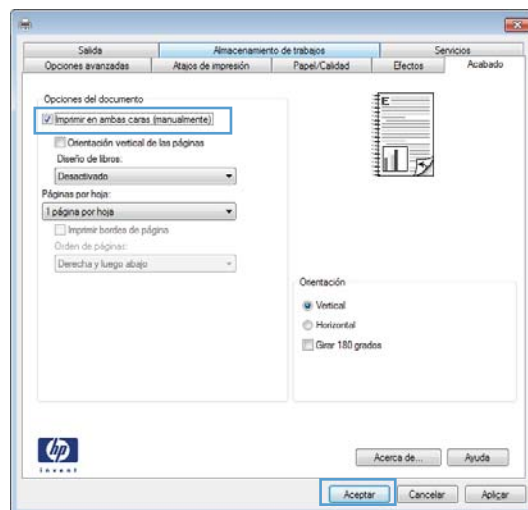 Salida Almacenamiento de trabajos Servicios
Opciones avanzadas Atajos de impresión Papel/Calidad Efectos Acabado
Opciones del documento
Imprimir en ambas caras (manualmente)
Orientación vertical de las páginas
Diseño de libros:
Desactivado
Páginas por hoja:
1 página por hoja
Imprimir bordes de página
Orden de páginas:
Derecha y luego abajo
E
Orientación
Vertical
Horizontal
Girar 180 grados
hp
invent
Acerca de... Ayuda
Aceptar Cancelar Aplicar